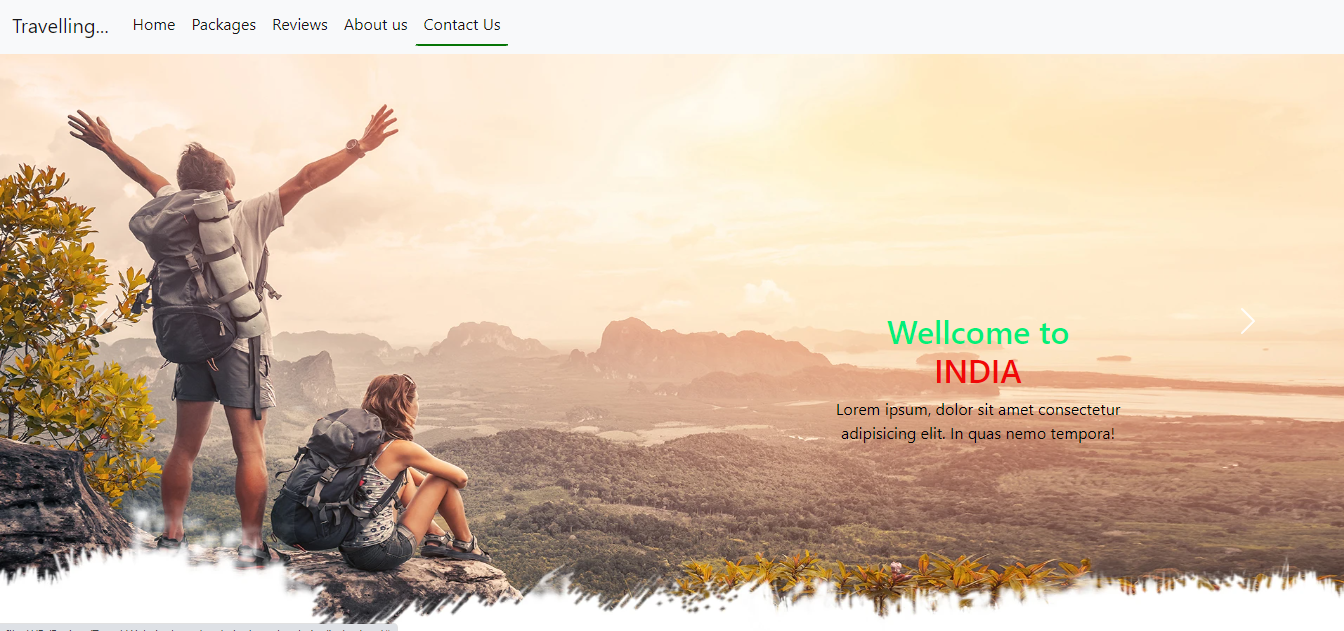 Travelling...
Home
Packages
Reviews
About us
Contact Us
Wellcome to
INDIA
Lorem ipsum, dolor sit amet consectetur
adipisicing elit. In quas nemo tempora!